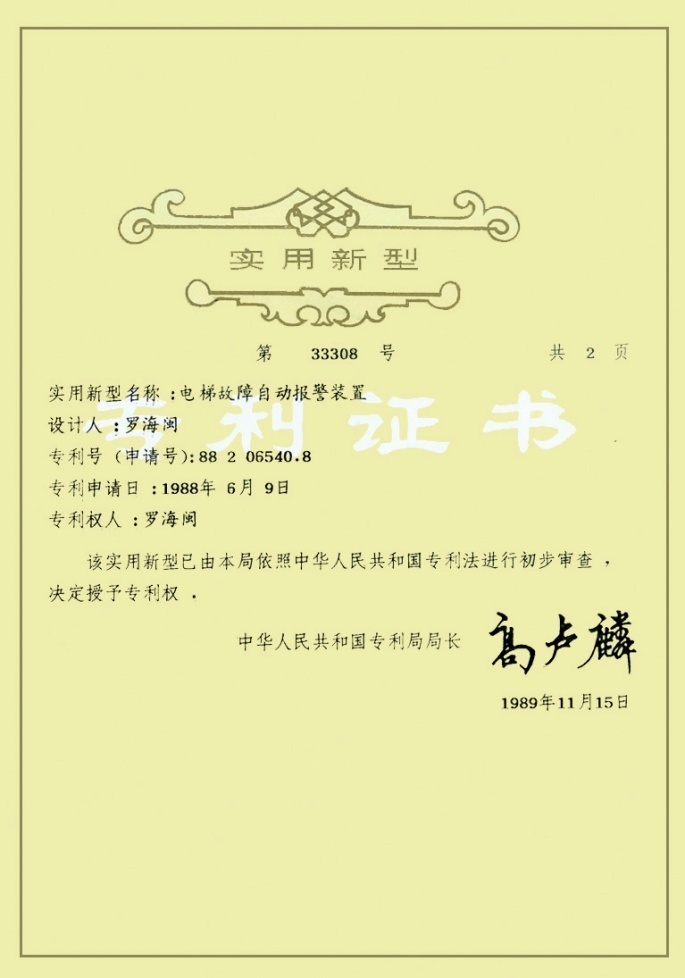 实用新型
第 33308 号 共 2 页
专利证书
实用新型名称:电梯故障自动报警装置
设计人:罗海闽
专利号(申请号):88 2 06540.8
专利申请日:1988年 6月 9日
专利权人:罗海闽
该实用新型已由本局依照中华人民共和国专利法进行初步审查,
决定授予专利权.
中华人民共和国专利局局长 高卢麟
1989年11月15日